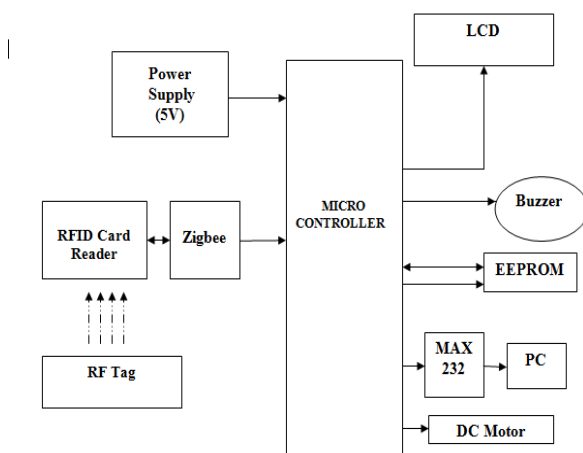 LCD
Power
Supply
(5V)
MICRO
CONTROLLER
Buzzer
RFID Card
Reader
Zigbee
EEPROM
MAX
232
PC
RF Tag
DC Motor